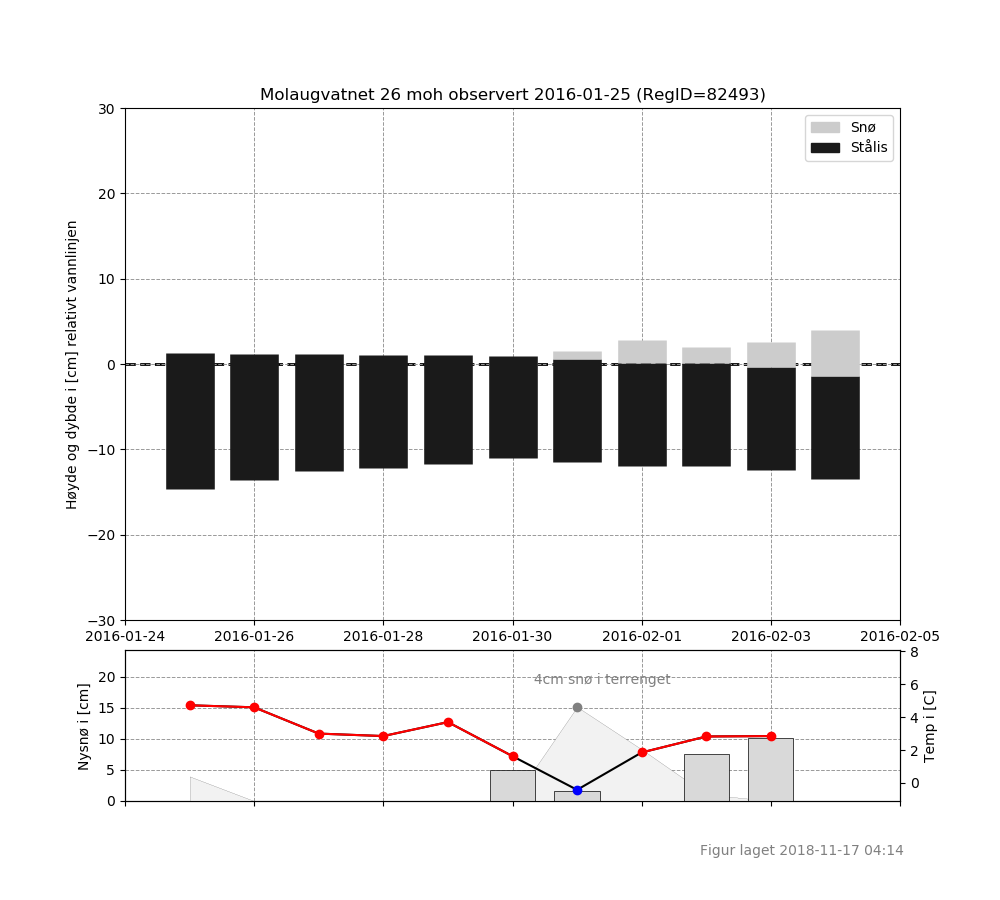 Molaugvatnet 26 moh observert 2016-01-25 (RegID=82493)
Snø
Stålis
Høyde og dybde i [cm] relativt vannlinjen
30
20
10
0
−10
−20
−30
2016-01-24 2016-01-26 2016-01-28 2016-01-30 2016-02-01 2016-02-03 2016-02-05
4cm snø i terrenget
Nysnø i [cm]
20
15
10
5
0
8
6
4
2
0
Temp i [C]
Figur laget 2018-11-17 04:14